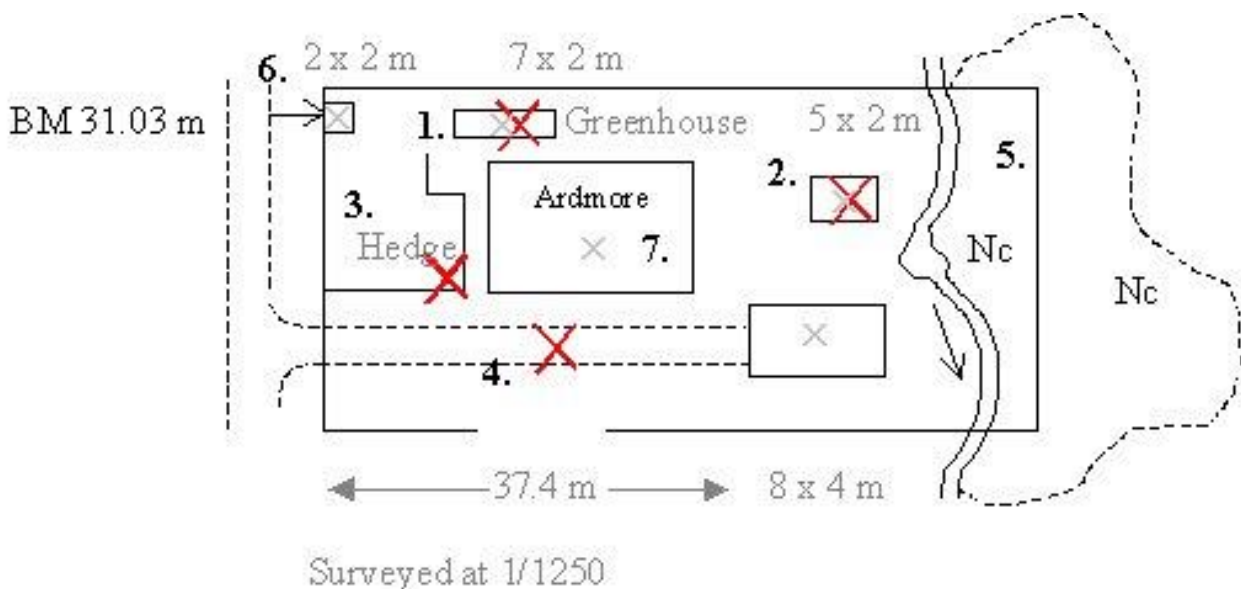 6.
2 x 2 m
7 x 2 m
BM 31.03 m
1.
Greenhouse
5 x 2 m
5.
2.
3.
Ardmore
Hedge
7.
Nc
Nc
4.
37.4 m
8 x 4 m
Surveyed at 1/1250